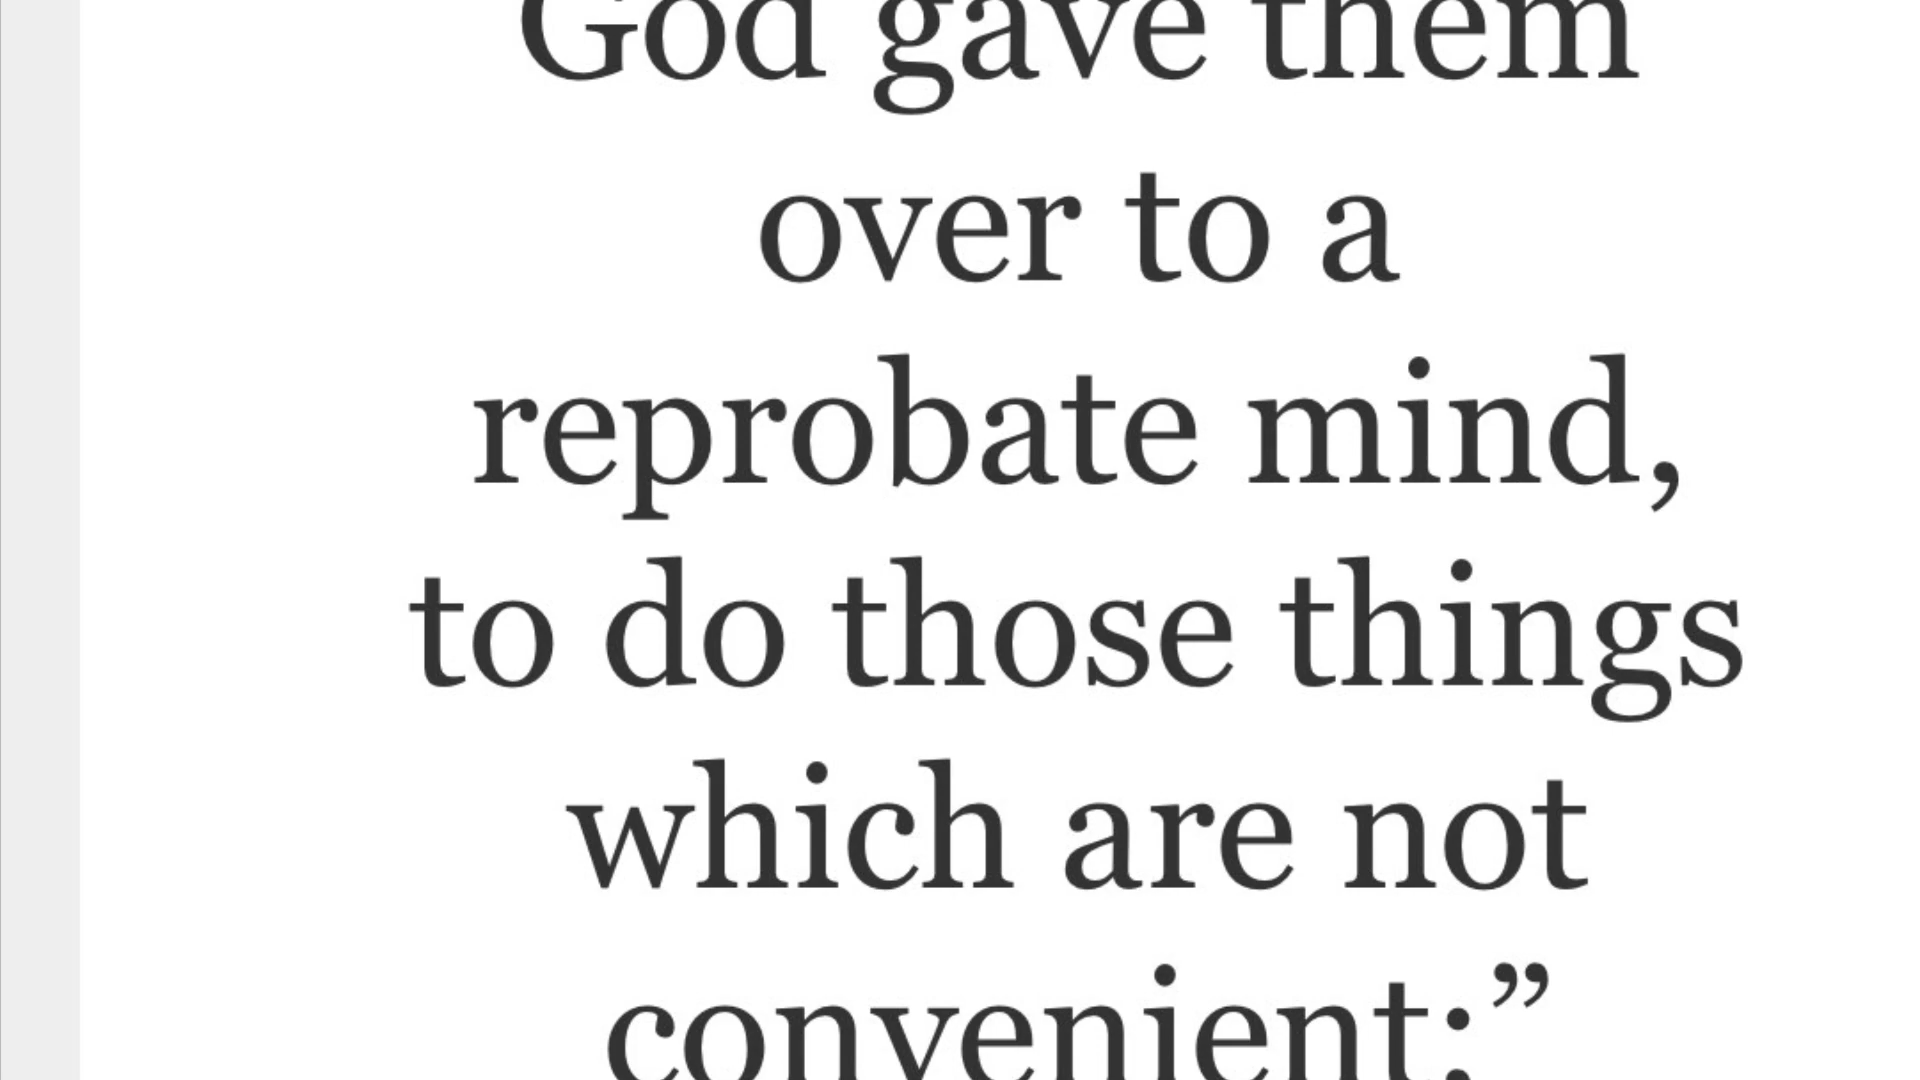 God gave them
over to a
reprobate mind,
to do those things
which are not
convenient;”